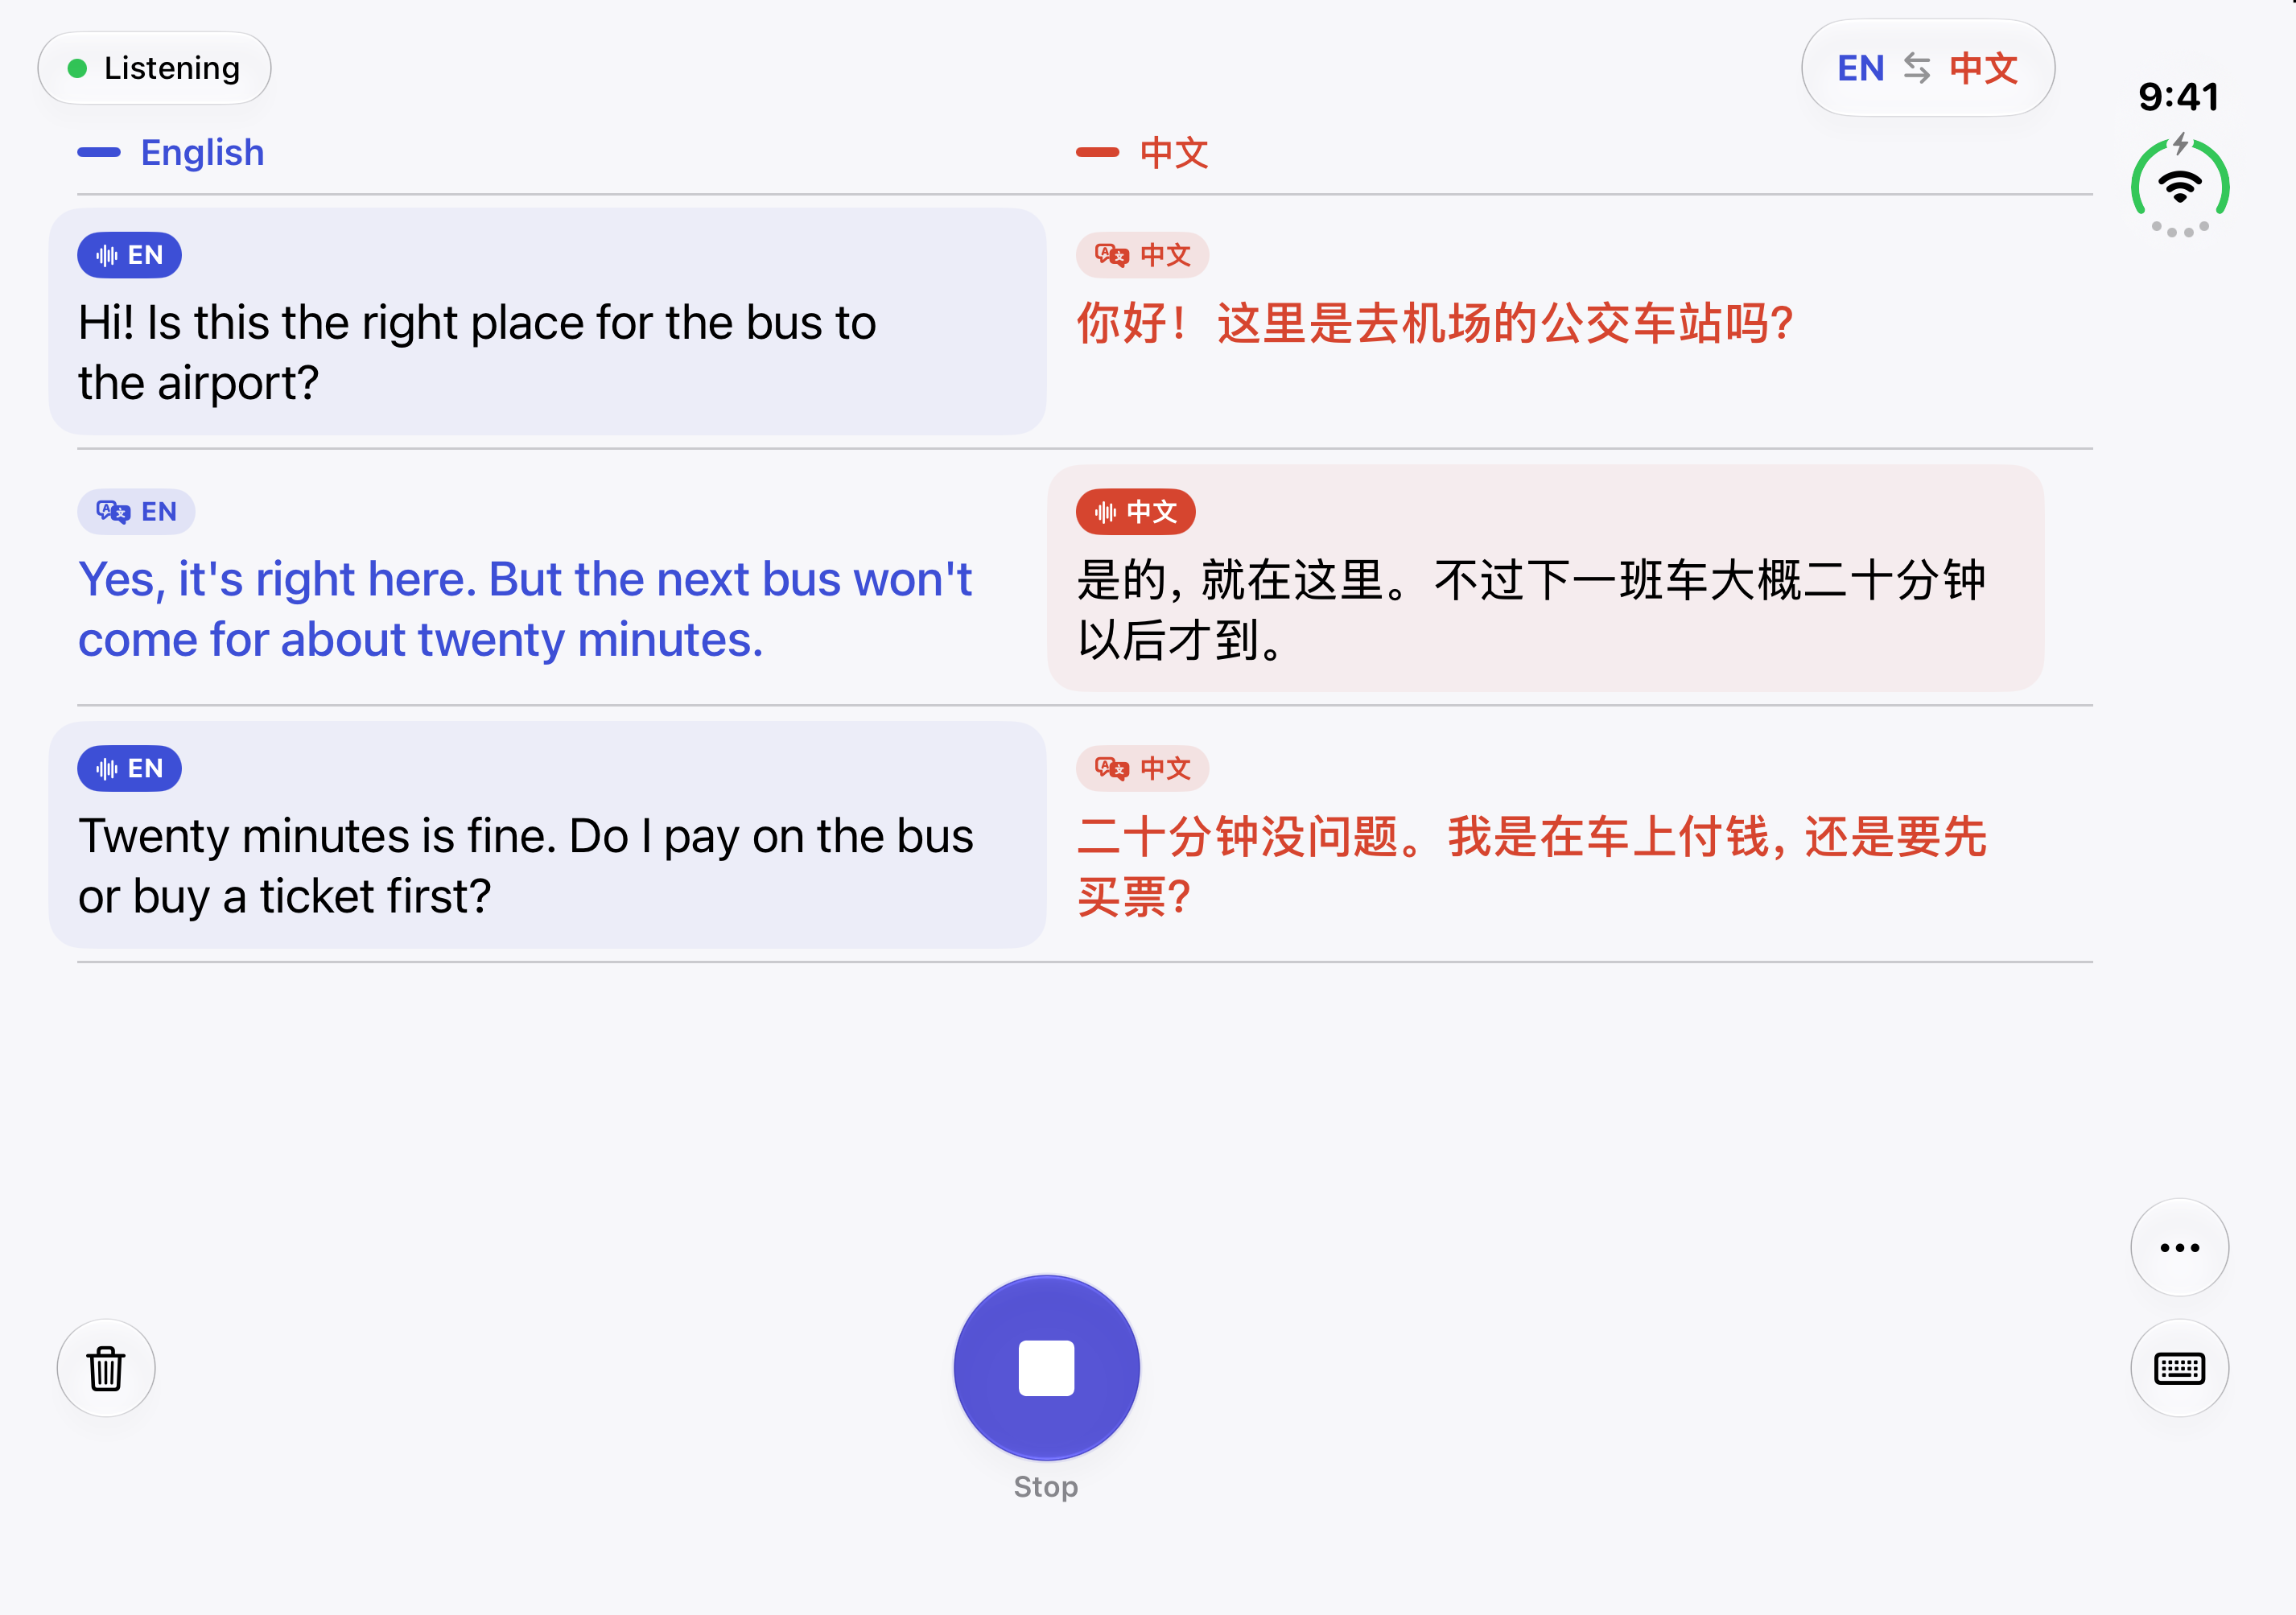 Listening
EN 中文
9:41
English
中文
EN
Hi! Is this the right place for the bus to
the airport?
中文
你好！这里是去机场的公交车站吗？
EN
Yes, it's right here. But the next bus won't
come for about twenty minutes.
中文
是的，就在这里。不过下一班车大概二十分钟
以后才到。
EN
Twenty minutes is fine. Do I pay on the bus
or buy a ticket first?
中文
二十分钟没问题。我是在车上付钱，还是要先
买票？
Stop